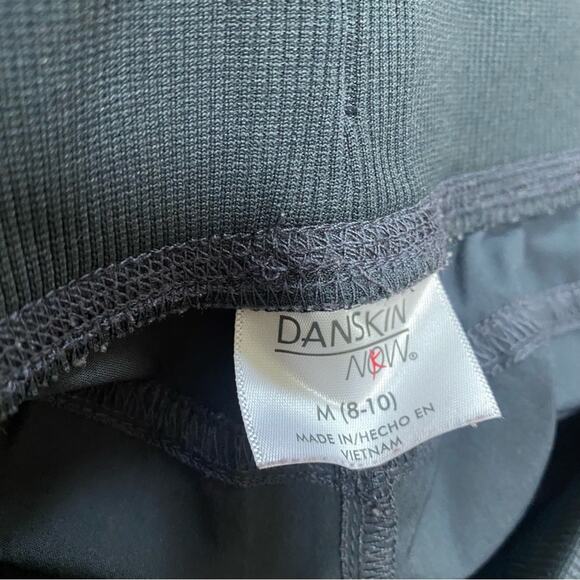 DANSKIN
NOW®
M (8-10)
MADE IN/HECHO EN
VIETNAM